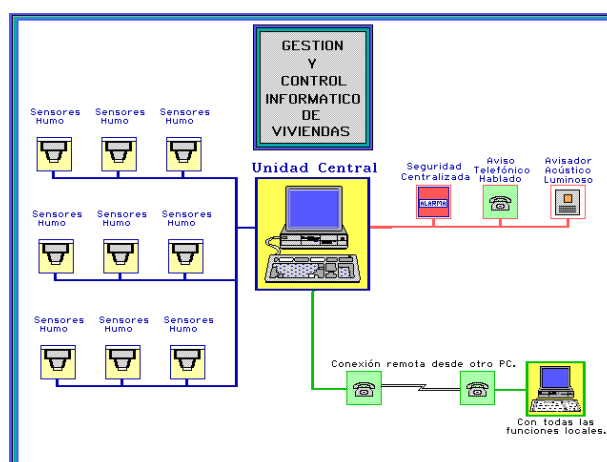 GESTION
Y
CONTROL
INFORMATICO
DE
VIVIENDAS
Sensores
Humo
Sensores
Humo
Sensores
Humo
Unidad Central
Seguridad
Centralizada
Aviso
Telefónico
Hablado
Avisador
Acústico
Luminoso
ALARMA
Sensores
Humo
Sensores
Humo
Sensores
Humo
Sensores
Humo
Sensores
Humo
Sensores
Humo
Conexión remota desde otro PC.
Con todas las
funciones locales.